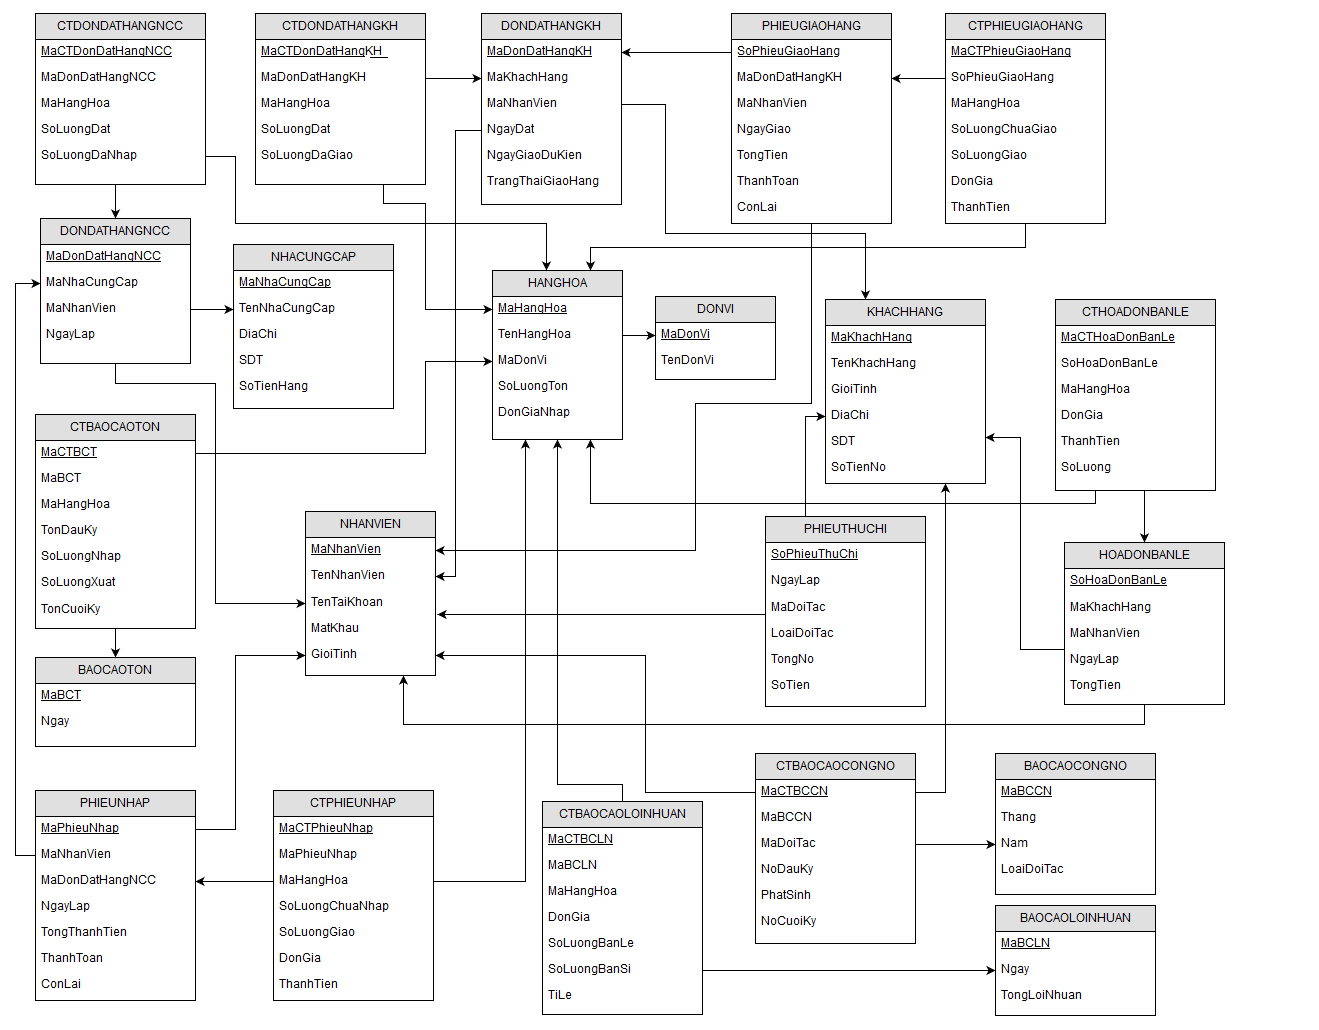 CTDONDATHANGNCC
MaCTDonDatHangNCC
MaDonDatHangNCC
MaHangHoa
SoLuongDat
SoLuongDaNhap
CTDONDATHANGKH
MaCTDonDatHangKH
MaDonDatHangKH
MaHangHoa
SoLuongDat
SoLuongDaGiao
DONDATHANGKH
MaDonDatHangKH
MaKhachHang
MaNhanVien
NgayDat
NgayGiaoDuKien
TrangThaiGiaoHang
PHIEUGIAOHANG
SoPhieuGiaoHang
MaDonDatHangKH
MaNhanVien
NgayGiao
TongTien
ThanhToan
ConLai
CTPHIEUGIAOHANG
MaCTPhieuGiaoHang
SoPhieuGiaoHang
MaHangHoa
SoLuongChuaGiao
SoLuongGiao
DonGia
ThanhTien
DONDATHANGNCC
MaDonDatHangNCC
MaNhaCungCap
MaNhanVien
NgayLap
NHACUNGCAP
MaNhaCungCap
TenNhaCungCap
DiaChi
SDT
SoTienHang
HANGHOA
MaHangHoa
TenHangHoa
MaDonVi
SoLuongTon
DonGiaNhap
DONVI
MaDonVi
TenDonVi
KHACHHANG
MaKhachHang
TenKhachHang
GioiTinh
DiaChi
SDT
SoTienNo
CTHOADONBANLE
MaCTHoaDonBanLe
SoHoaDonBanLe
MaHangHoa
DonGia
ThanhTien
SoLuong
CTBAOCAOTON
MaCTBCT
MaBCT
MaHangHoa
TonDauKy
SoLuongNhap
SoLuongXuat
TonCuoiKy
NHANVIEN
MaNhanVien
TenNhanVien
TenTaiKhoan
MatKhau
GioiTinh
PHIEUTHUCHI
SoPhieuThuChi
NgayLap
MaDoiTac
LoaiDoiTac
TongNo
SoTien
HOADONBANLE
SoHoaDonBanLe
MaKhachHang
MaNhanVien
NgayLap
TongTien
BAOCAOTON
MaBCT
Ngay
PHIEUNHAP
MaPhieuNhap
MaNhanVien
MaDonDatHangNCC
NgayLap
TongThanhTien
ThanhToan
ConLai
CTPHIEUNHAP
MaCTPhieuNhap
MaPhieuNhap
MaHangHoa
SoLuongChuaNhap
SoLuongGiao
DonGia
ThanhTien
CTBAOCAOLOINHUAN
MaCTBCLN
MaBCLN
MaHangHoa
DonGia
SoLuongBanLe
SoLuongBanSi
TiLe
CTBAOCAOCONGNO
MaCTBCCN
MaBCCN
MaDoiTac
NoDauKy
PhatSinh
NoCuoiKy
BAOCAOCONGNO
MaBCCN
Thang
Nam
LoaiDoiTac
BAOCAOLOINHUAN
MaBCLN
Ngay
TongLoiNhuan